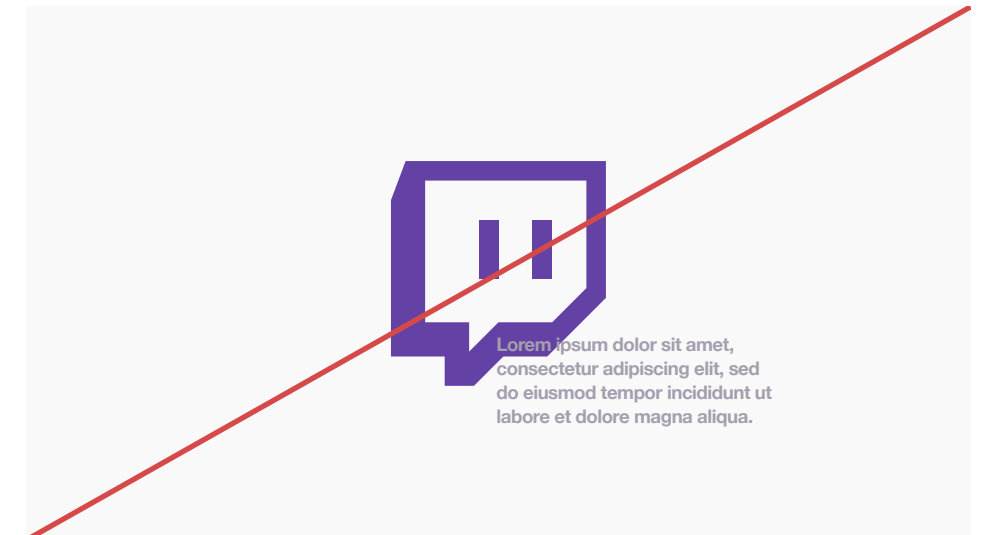 Lorem ipsum dolor sit amet,
consectetur adipiscing elit, sed
do eiusmod tempor incididunt ut
labore et dolore magna aliqua.